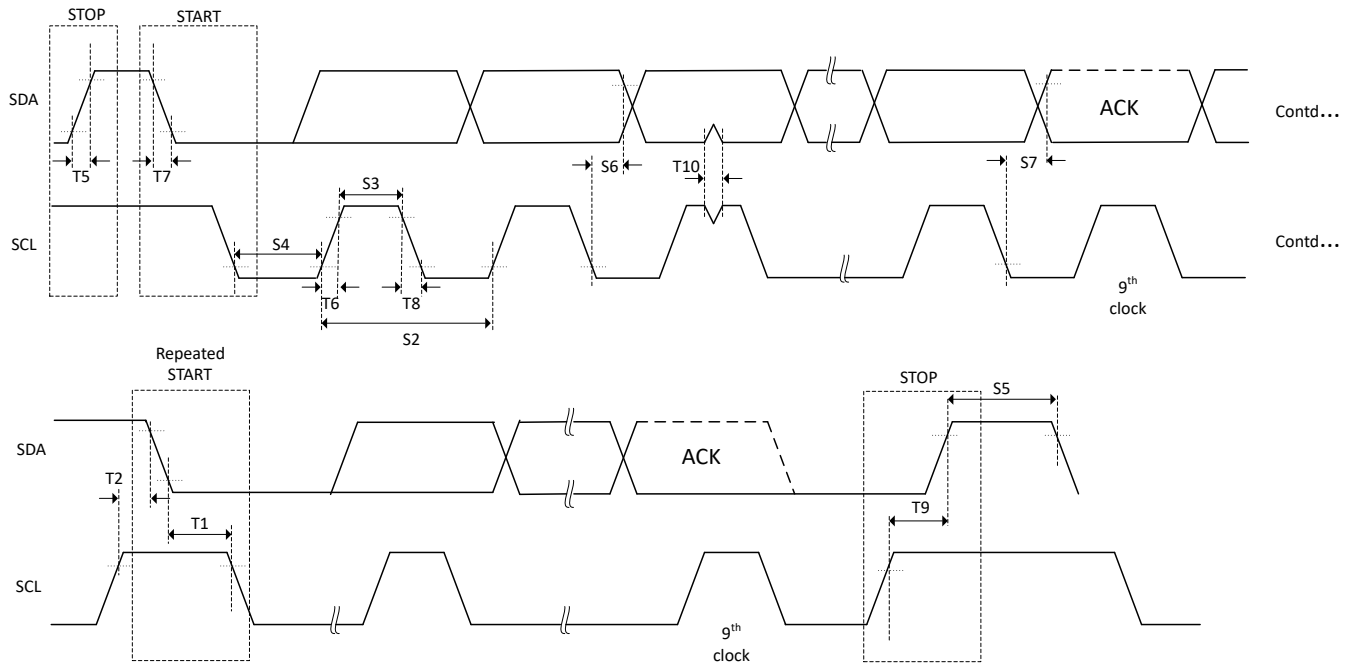 STOP
START
SDA
ACK
Contd...
T5
T7
S6
T10
S7
S3
SCL
S4
Contd...
T6
T8
9th
clock
S2
Repeated
START
STOP
S5
SDA
T2
ACK
T9
T1
SCL
9th
clock